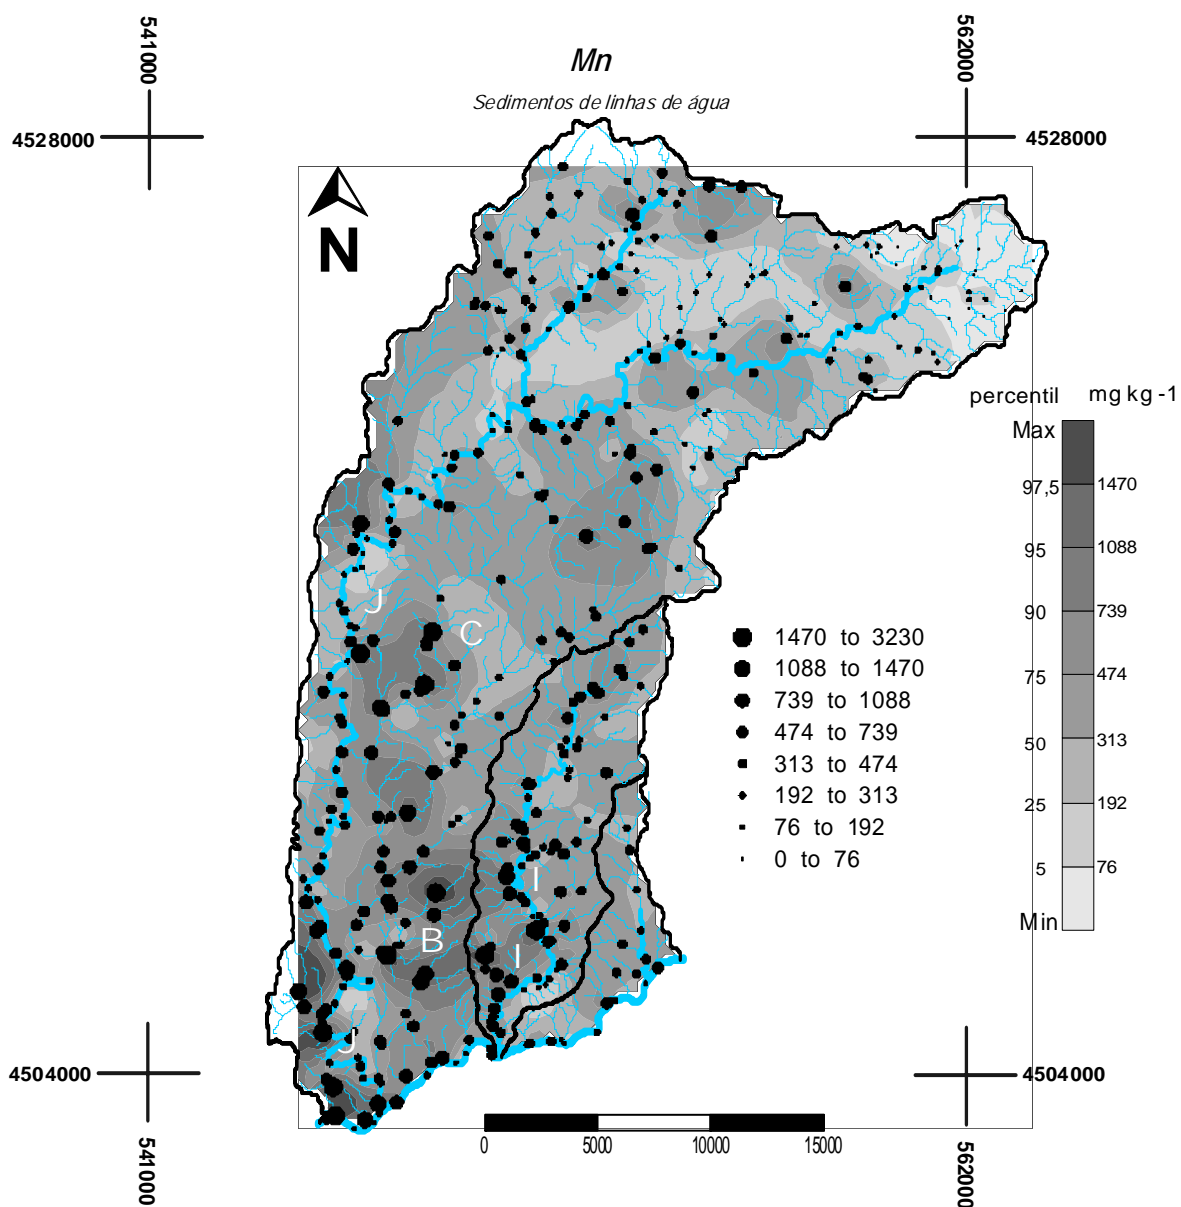 541000
562000
Mn
Sedimentos de linhas de água
4528000
4528000
N
percentil mg kg -1
Max
97,5 1470
95 1088
90 739
75 474
50 313
25 192
5 76
Min
J
C
1470 to 3230
1088 to 1470
739 to 1088
474 to 739
313 to 474
192 to 313
76 to 192
0 to 76
I
B
I
J
4504000
4504000
0 5000 10000 15000
541000
562000